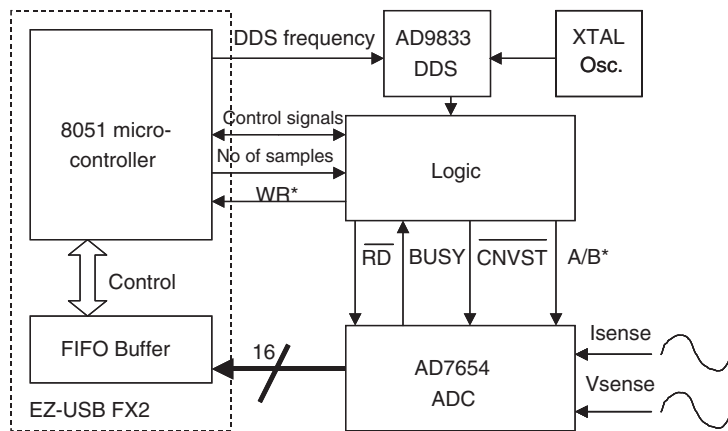 DDS frequency
AD9833
DDS
XTAL
Osc.
8051 micro-
controller
Control signals
No of samples
WR*
Logic
RD
BUSY
CNVST
A/B*
Control
FIFO Buffer
16
AD7654
ADC
Isense
Vsense
EZ-USB FX2